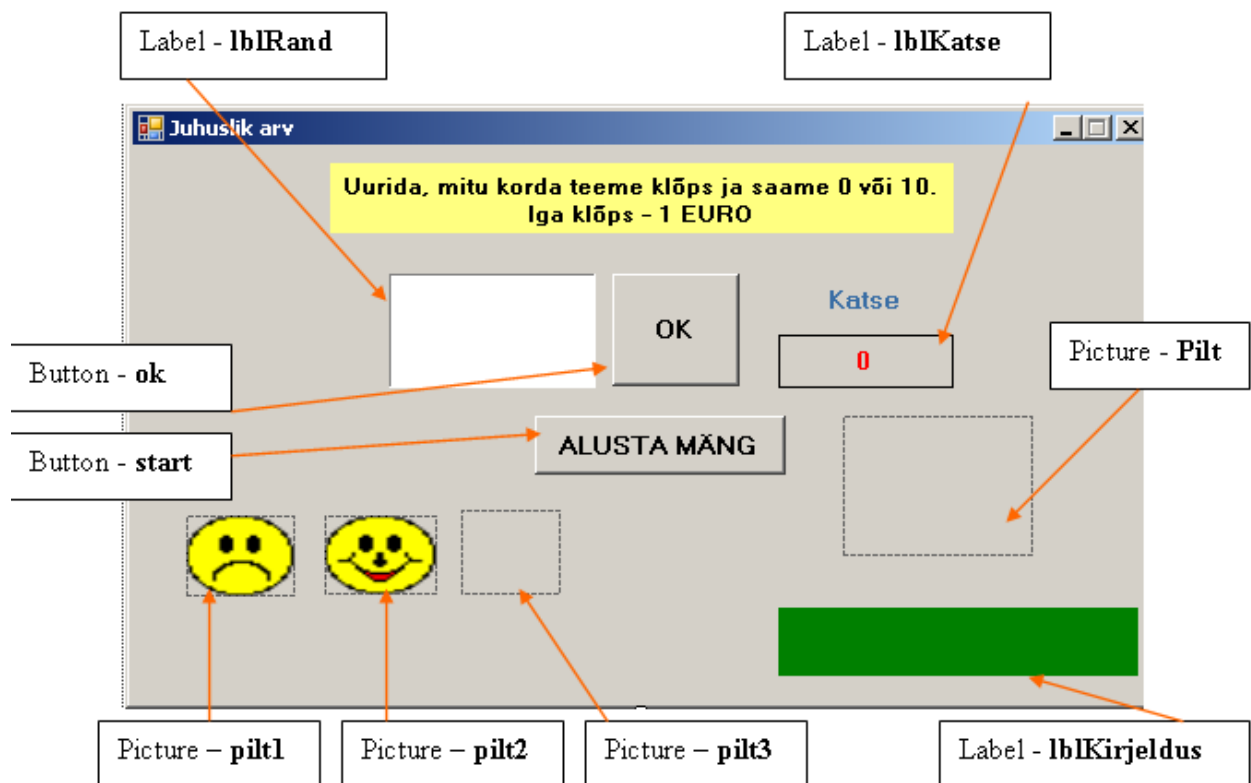 Label - lblRand
Label - lblKatse
Juhuslik arv
Uurida, mitu korda teeme klõps ja saame 0 või 10.
Iga klõps - 1 EURO
Katse
OK
0
Picture - Pilt
Button - ok
ALUSTA MÄNG
Button - start
Picture – pilt1
Picture – pilt2
Picture – pilt3
Label - lblKirjeldus